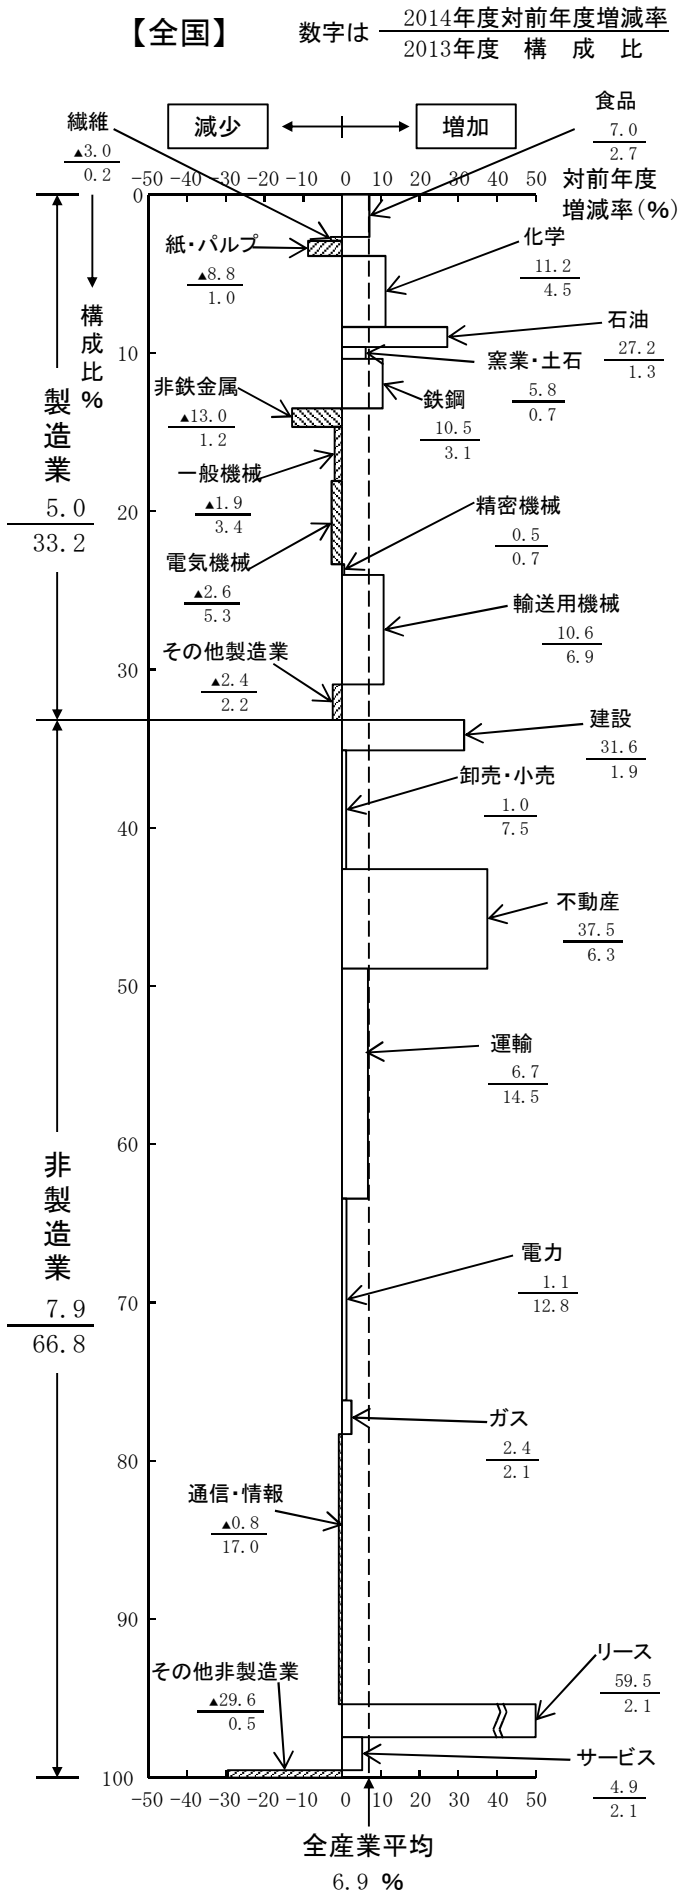 【全国】
数字は
2014年度対前年度増減率
2013年度 構 成 比
減少
増加
繊維
▲3.0
0.2
食品
7.0
2.7
-50 -40 -30 -20 -10 0 10 20 30 40 50
対前年度
増減率(%)
0
紙・パルプ
▲8.8
1.0
化学
11.2
4.5
構成比%
石油
27.2
1.3
10
窯業・土石
5.8
0.7
非鉄金属
▲13.0
1.2
鉄鋼
10.5
3.1
製造業
5.0
33.2
一般機械
▲1.9
3.4
20
精密機械
0.5
0.7
電気機械
▲2.6
5.3
輸送用機械
10.6
6.9
その他製造業
▲2.4
2.2
30
建設
31.6
1.9
卸売・小売
1.0
7.5
40
不動産
37.5
6.3
50
運輸
6.7
14.5
60
非製造業
7.9
66.8
電力
1.1
12.8
70
ガス
2.4
2.1
80
通信・情報
▲0.8
17.0
90
リース
59.5
2.1
その他非製造業
▲29.6
0.5
サービス
4.9
2.1
100
-50 -40 -30 -20 -10 0 10 20 30 40 50
全産業平均
6.9 %